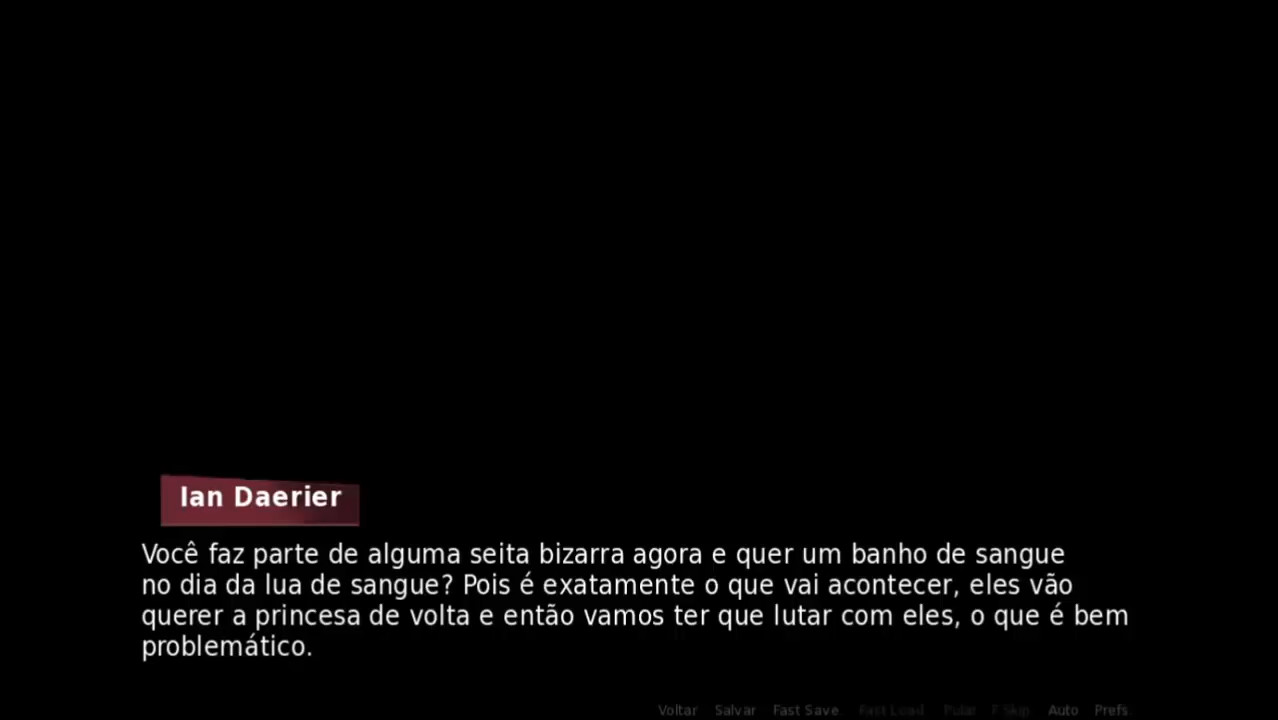 Ian Daerier
Você faz parte de alguma seita bizarra agora e quer um banho de sangue
no dia da lua de sangue? Pois é exatamente o que vai acontecer, eles vão
querer a princesa de volta e então vamos ter que lutar com eles, o que é bem
problemático.
Voltar Salvar Fast Save Fast Load Pular F Skip Auto Prefs